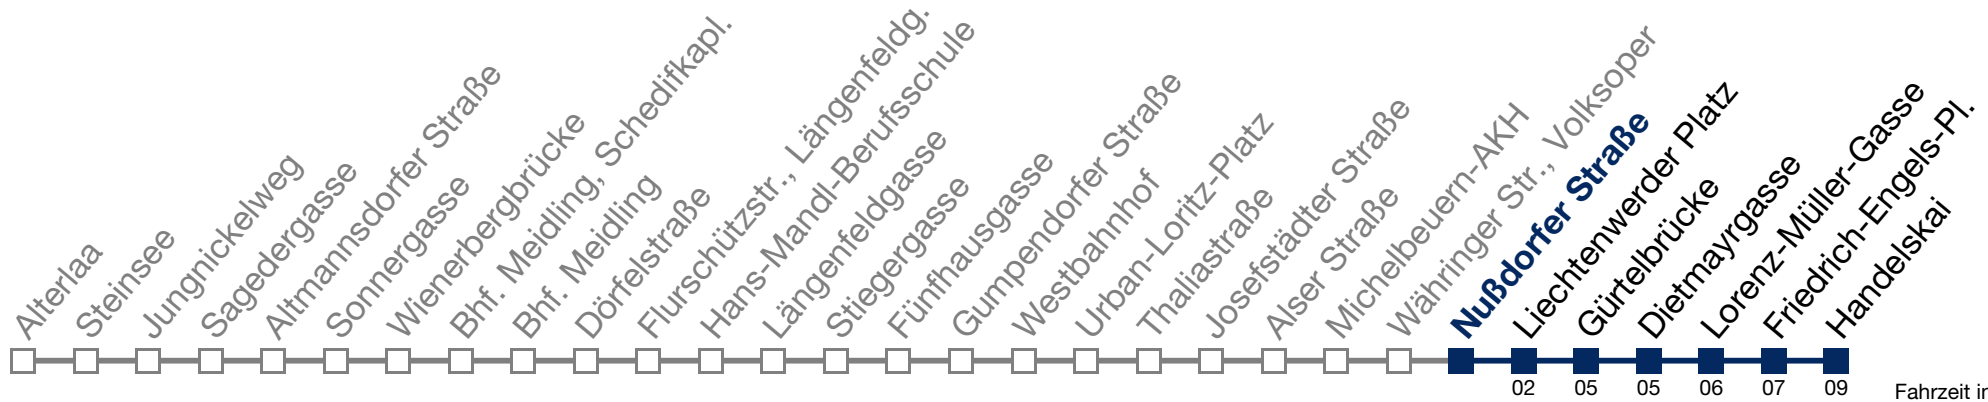 Alterlaa
Steinsee
Jungnickelweg
Sagedergasse
Altmannsdorfer Straße
Sonnergasse
Wienerbergbrücke
Bhf. Meidling, Schedifkapl.
Bhf. Meidling
Dörfelstraße
Flurschützstr., Längenfeldg.
Hans-Mandl-Berufsschule
Längenfeldgasse
Stiegergasse
Fünfhausgasse
Gumpendorfer Straße
Westbahnhof
Urban-Loritz-Platz
Thaliastraße
Josefstädter Straße
Alser Straße
Michelbeuern-AKH
Währinger Str., Volksoper
Nußdorfer Straße
Liechtenwerder Platz
Gürtelbrücke
Dietmayrgasse
Lorenz-Müller-Gasse
Friedrich-Engels-Pl.
Handelskai
02 05 05 06 07 09
Fahrzeit in